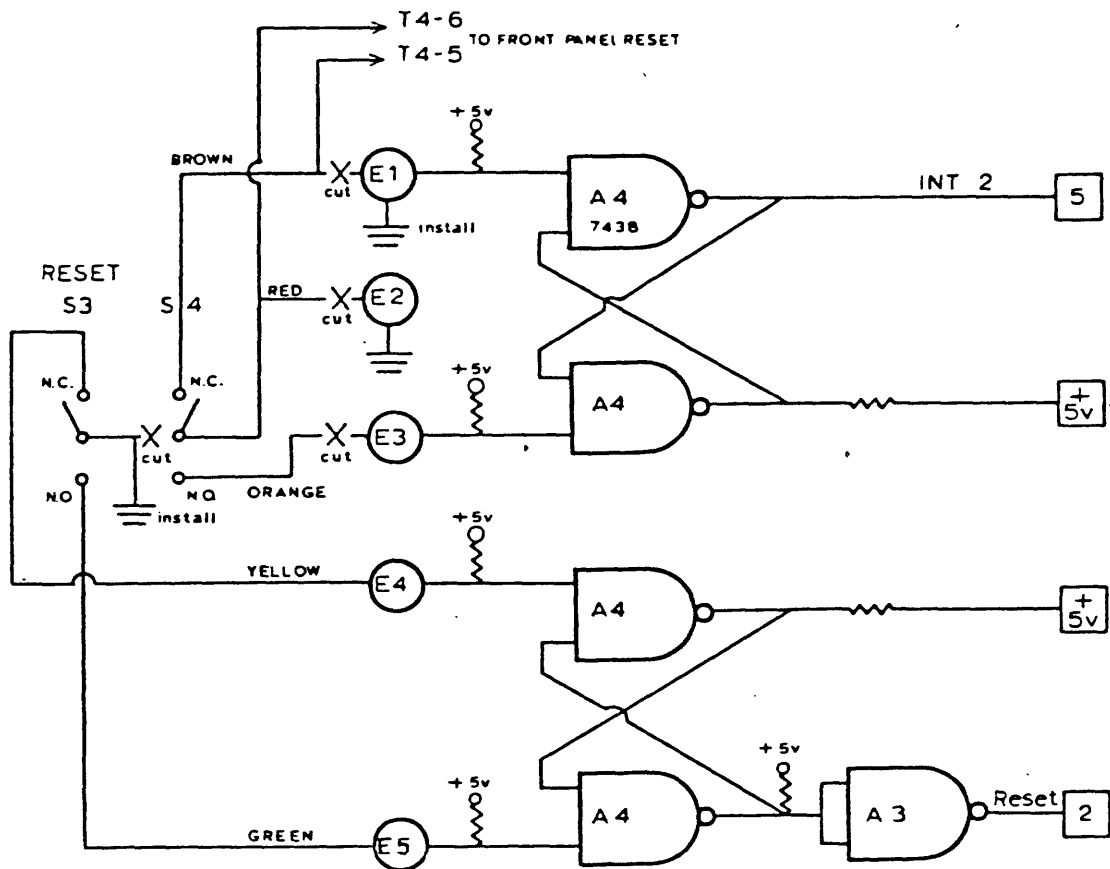 T4-6
TO FRONT PANEL RESET
T4-5
+5v
BROWN
cut
E1
install
A4
7438
INT 2
5
RESET
S3
S4
RED
cut
E2
N.C.
N.C.
+5v
A4
+
5v
cut
cut
E3
N.O
N.O
ORANGE
install
+5v
YELLOW
E4
A4
+
5v
+5v
+5v
GREEN
E5
A4
A3
Reset
2